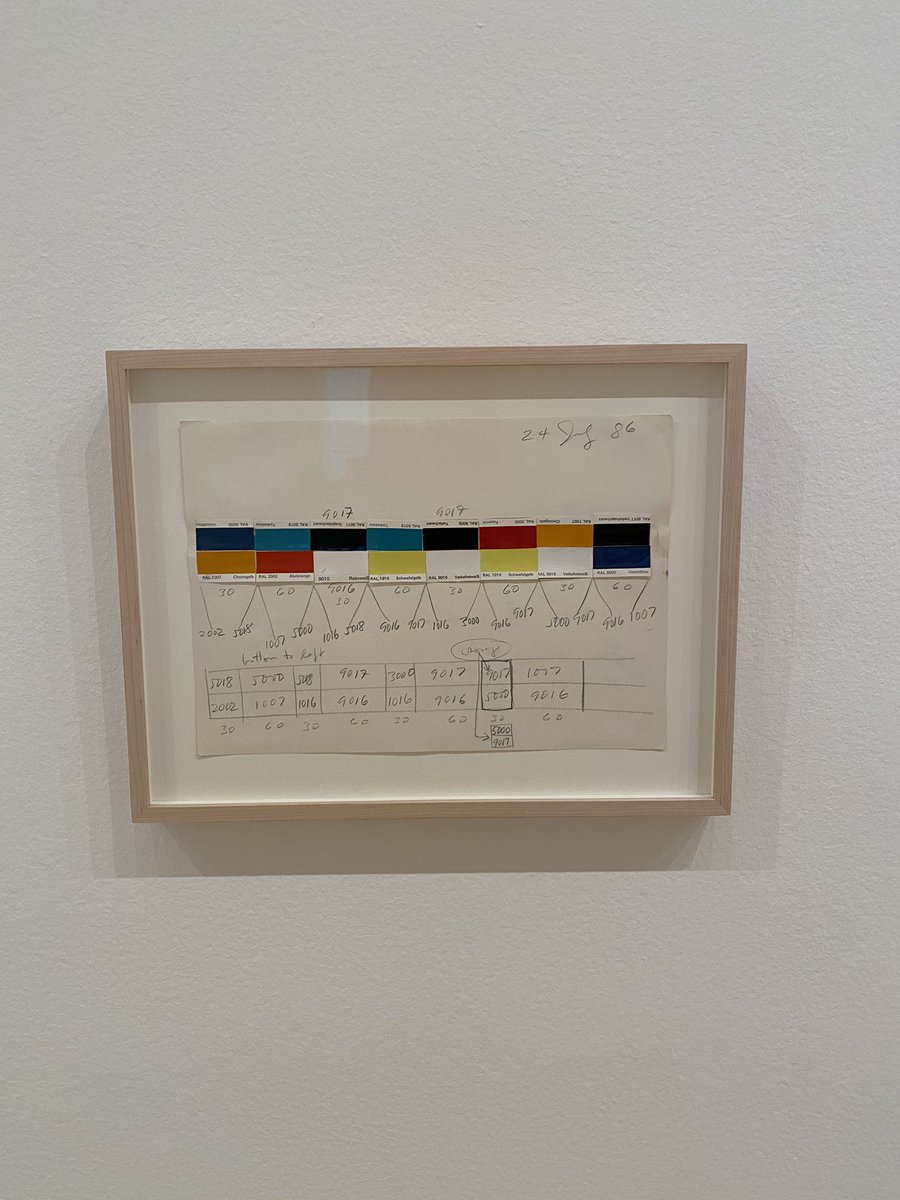 24 July 86
9017 9017
RAL 5000 Violettblau RAL 5018 Türkisblau RAL 9011 Graphitschwarz RAL 5018 Türkisblau RAL 9005 Tiefschwarz RAL 3000 Feuerrot RAL 1007 Chromgelb RAL 9017 Verkehrsschwarz
RAL 1007 Chromgelb RAL 2002 Blutorange 9010 Reinweiß RAL 1016 Schwefelgelb RAL 9016 Verkehrsweiß RAL 1016 Schwefelgelb RAL 9016 Verkehrsweiß RAL 5000 Violettblau
30 60 9016 60 30 60 30 60
30
2002 5018 1007 5000 1016 5018 9016 9017 1016 3000 9016 9017 5000 9017 9016 1007
button to left
5018 5000 5018 9017 3000 9017 9017 1007
2002 1007 1016 9016 1016 9016 5000 9016
30 60 30 60 30 60 30 60
5000
9017